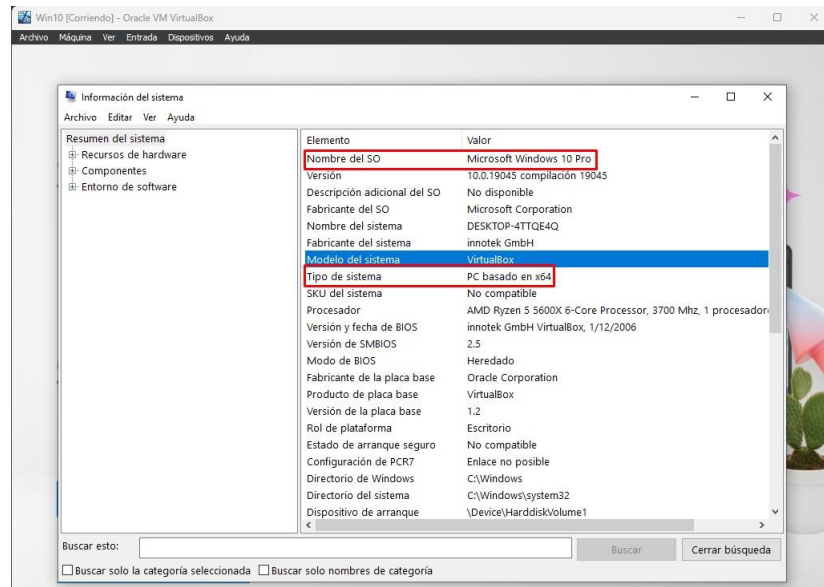 Win10 [Corriendo] - Oracle VM VirtualBox
Archivo Máquina Ver Entrada Dispositivos Ayuda
Información del sistema
Archivo Editar Ver Ayuda
Resumen del sistema
Recursos de hardware
Componentes
Entorno de software
Elemento Valor
Nombre del SO Microsoft Windows 10 Pro
Versión 10.0.19045 compilación 19045
Descripción adicional del SO No disponible
Fabricante del SO Microsoft Corporation
Nombre del sistema DESKTOP-4TTQE4Q
Fabricante del sistema innotek GmbH
Modelo del sistema VirtualBox
Tipo de sistema PC basado en x64
SKU del sistema No compatible
Procesador AMD Ryzen 5 5600X 6-Core Processor, 3700 Mhz, 1 procesador
Versión y fecha de BIOS innotek GmbH VirtualBox, 1/12/2006
Versión de SMBIOS 2.5
Modo de BIOS Heredado
Fabricante de la placa base Oracle Corporation
Producto de placa base VirtualBox
Versión de la placa base 1.2
Rol de plataforma Escritorio
Estado de arranque seguro No compatible
Configuración de PCR7 Enlace no posible
Directorio de Windows C:\Windows
Directorio del sistema C:\Windows\system32
Dispositivo de arranque \Device\HarddiskVolume1
Buscar esto: Buscar Cerrar búsqueda
Buscar solo la categoría seleccionada Buscar solo nombres de categoría